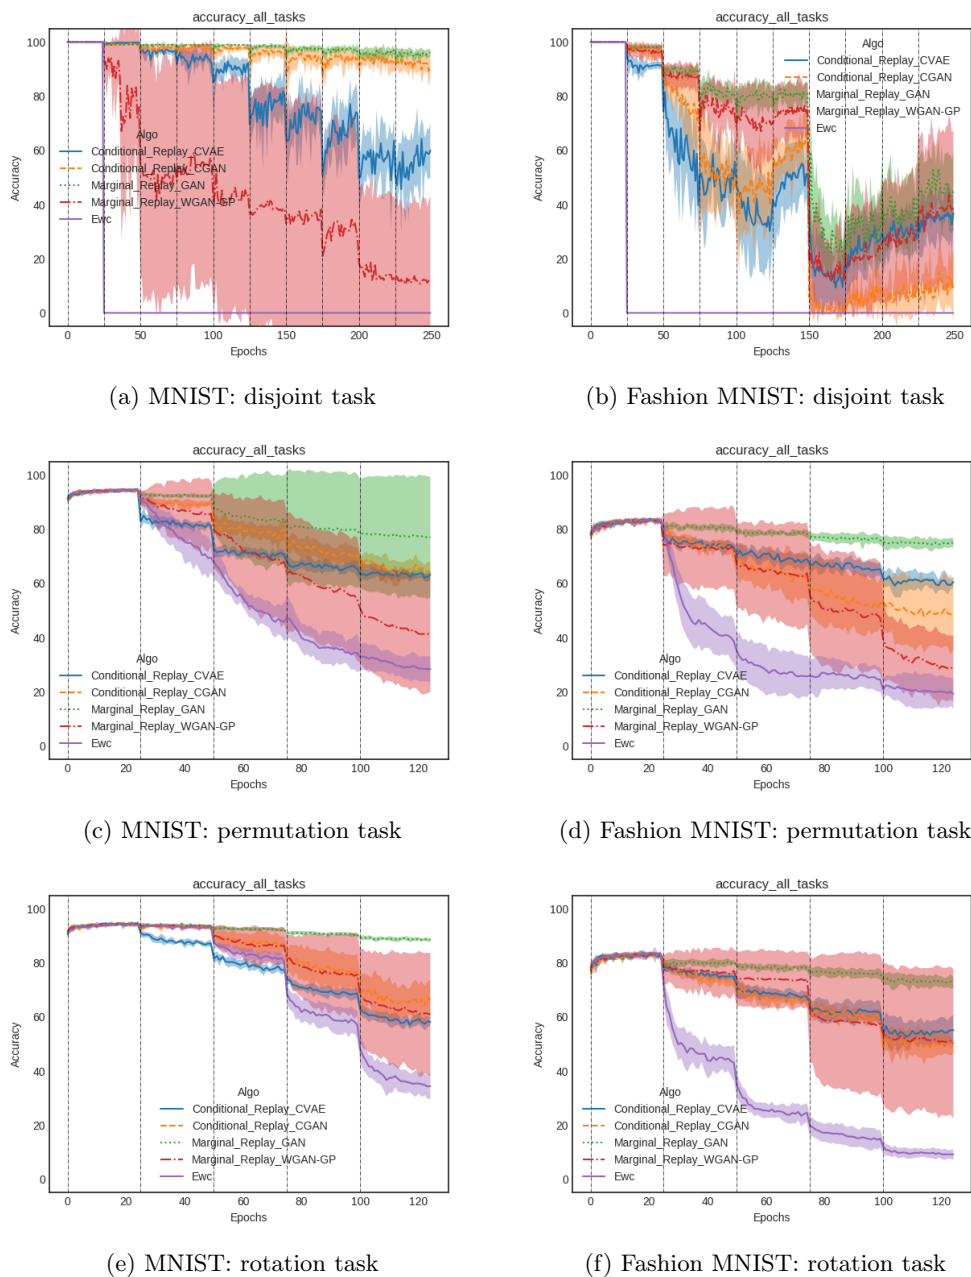 accuracy_all_tasks
100
80
60
40
20
0
Accuracy
Algo
Conditional_Replay_CVAE
Conditional_Replay_CGAN
Marginal_Replay_GAN
Marginal_Replay_WGAN-GP
Ewc
0 50 100 150 200 250
Epochs
(a) MNIST: disjoint task
accuracy_all_tasks
100
80
60
40
20
0
Accuracy
Algo
Conditional_Replay_CVAE
Conditional_Replay_CGAN
Marginal_Replay_GAN
Marginal_Replay_WGAN-GP
Ewc
0 50 100 150 200 250
Epochs
(b) Fashion MNIST: disjoint task
accuracy_all_tasks
100
80
60
40
20
0
Accuracy
Algo
Conditional_Replay_CVAE
Conditional_Replay_CGAN
Marginal_Replay_GAN
Marginal_Replay_WGAN-GP
Ewc
0 20 40 60 80 100 120
Epochs
(c) MNIST: permutation task
accuracy_all_tasks
100
80
60
40
20
0
Accuracy
Algo
Conditional_Replay_CVAE
Conditional_Replay_CGAN
Marginal_Replay_GAN
Marginal_Replay_WGAN-GP
Ewc
0 20 40 60 80 100 120
Epochs
(d) Fashion MNIST: permutation task
accuracy_all_tasks
100
80
60
40
20
0
Accuracy
Algo
Conditional_Replay_CVAE
Conditional_Replay_CGAN
Marginal_Replay_GAN
Marginal_Replay_WGAN-GP
Ewc
0 20 40 60 80 100 120
Epochs
(e) MNIST: rotation task
accuracy_all_tasks
100
80
60
40
20
0
Accuracy
Algo
Conditional_Replay_CVAE
Conditional_Replay_CGAN
Marginal_Replay_GAN
Marginal_Replay_WGAN-GP
Ewc
0 20 40 60 80 100 120
Epochs
(f) Fashion MNIST: rotation task